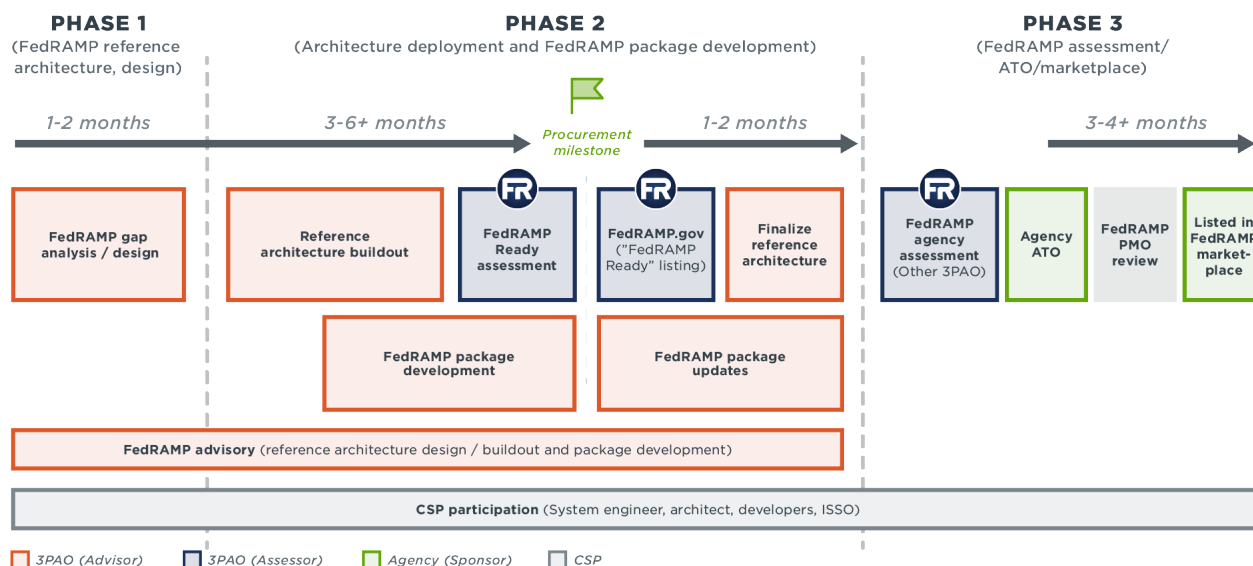 PHASE 1
(FedRAMP reference
architecture, design)
PHASE 2
(Architecture deployment and FedRAMP package development)
PHASE 3
(FedRAMP assessment/
ATO/marketplace)
1-2 months
3-6+ months
Procurement
milestone
1-2 months
3-4+ months
FedRAMP gap
analysis / design
Reference
architecture buildout
FR
FedRAMP
Ready
assessment
FR
FedRAMP.gov
("FedRAMP
Ready" listing)
Finalize
reference
architecture
FR
FedRAMP
agency
assessment
(Other 3PAO)
Agency
ATO
FedRAMP
PMO
review
Listed in
FedRAMP
market-
place
FedRAMP package
development
FedRAMP package
updates
FedRAMP advisory (reference architecture design / buildout and package development)
CSP participation (System engineer, architect, developers, ISSO)
3PAO (Advisor)
3PAO (Assessor)
Agency (Sponsor)
CSP